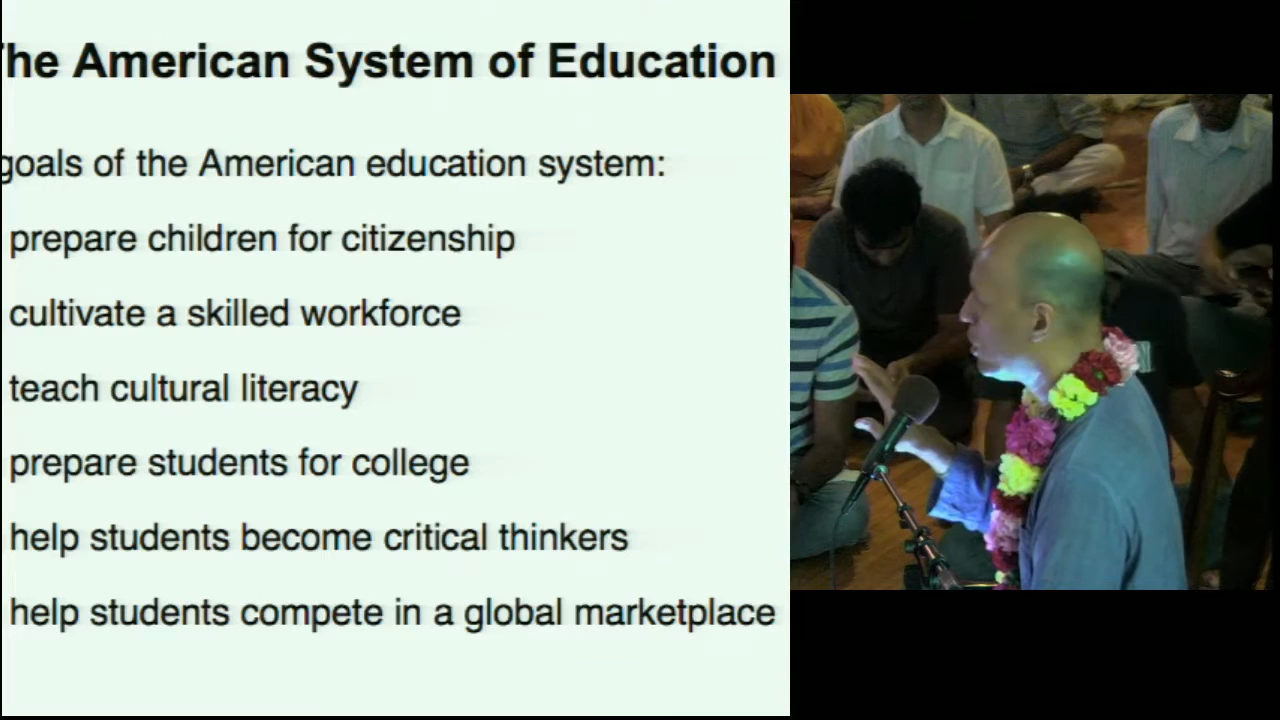 The American System of Education
goals of the American education system:
prepare children for citizenship
cultivate a skilled workforce
teach cultural literacy
prepare students for college
help students become critical thinkers
help students compete in a global marketplace